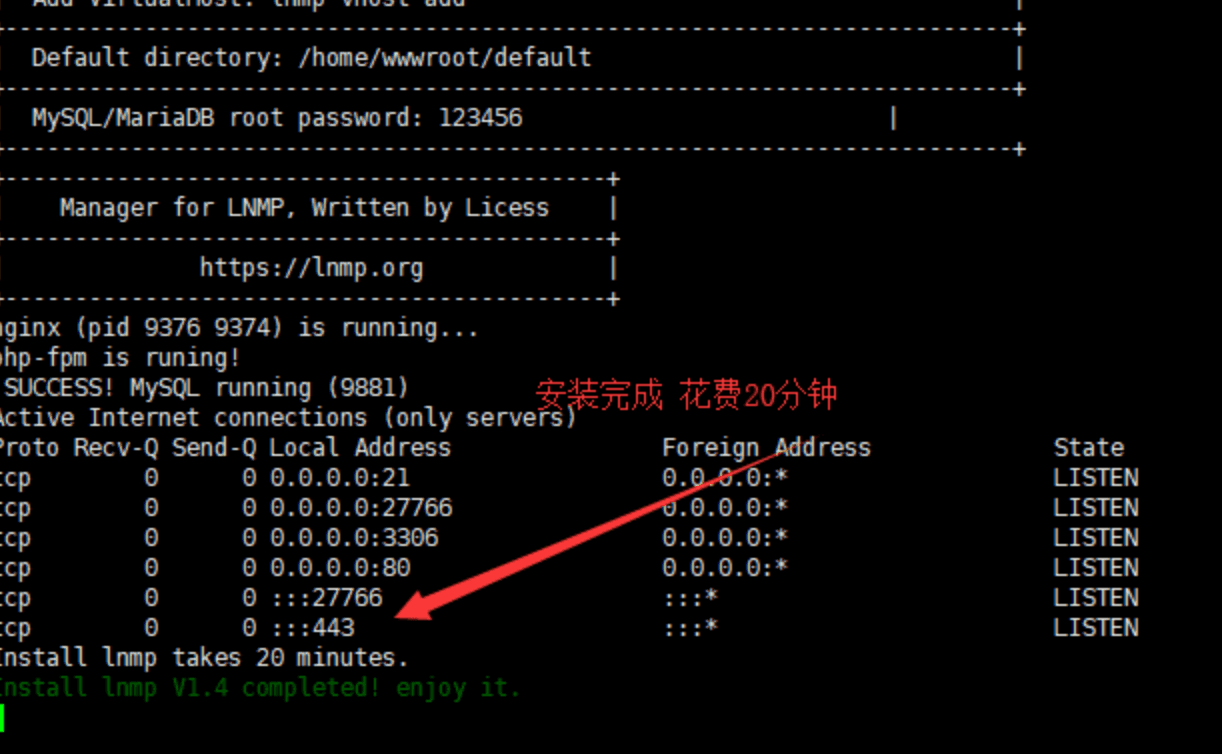 Add VirtualHost: lnmp vhost add
Default directory: /home/wwwroot/default
MySQL/MariaDB root password: 123456
Manager for LNMP, Written by Licess
https://lnmp.org
nginx (pid 9376 9374) is running...
php-fpm is runing!
SUCCESS! MySQL running (9881)
安装完成 花费20分钟
Active Internet connections (only servers)
Proto Recv-Q Send-Q Local Address Foreign Address State
tcp 0 0 0.0.0.0:21 0.0.0.0:* LISTEN
tcp 0 0 0.0.0.0:27766 0.0.0.0:* LISTEN
tcp 0 0 0.0.0.0:3306 0.0.0.0:* LISTEN
tcp 0 0 0.0.0.0:80 0.0.0.0:* LISTEN
tcp 0 0 :::27766 :::* LISTEN
tcp 0 0 :::443 :::* LISTEN
Install lnmp takes 20 minutes.
Install lnmp V1.4 completed! enjoy it.